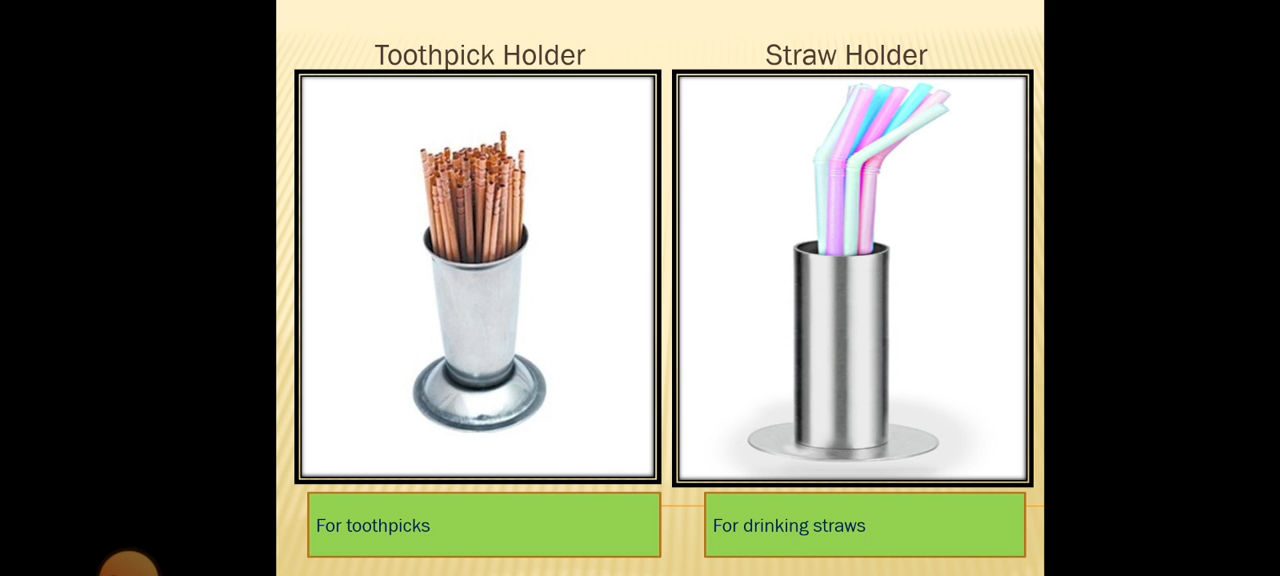 Toothpick Holder
Straw Holder
For toothpicks
For drinking straws